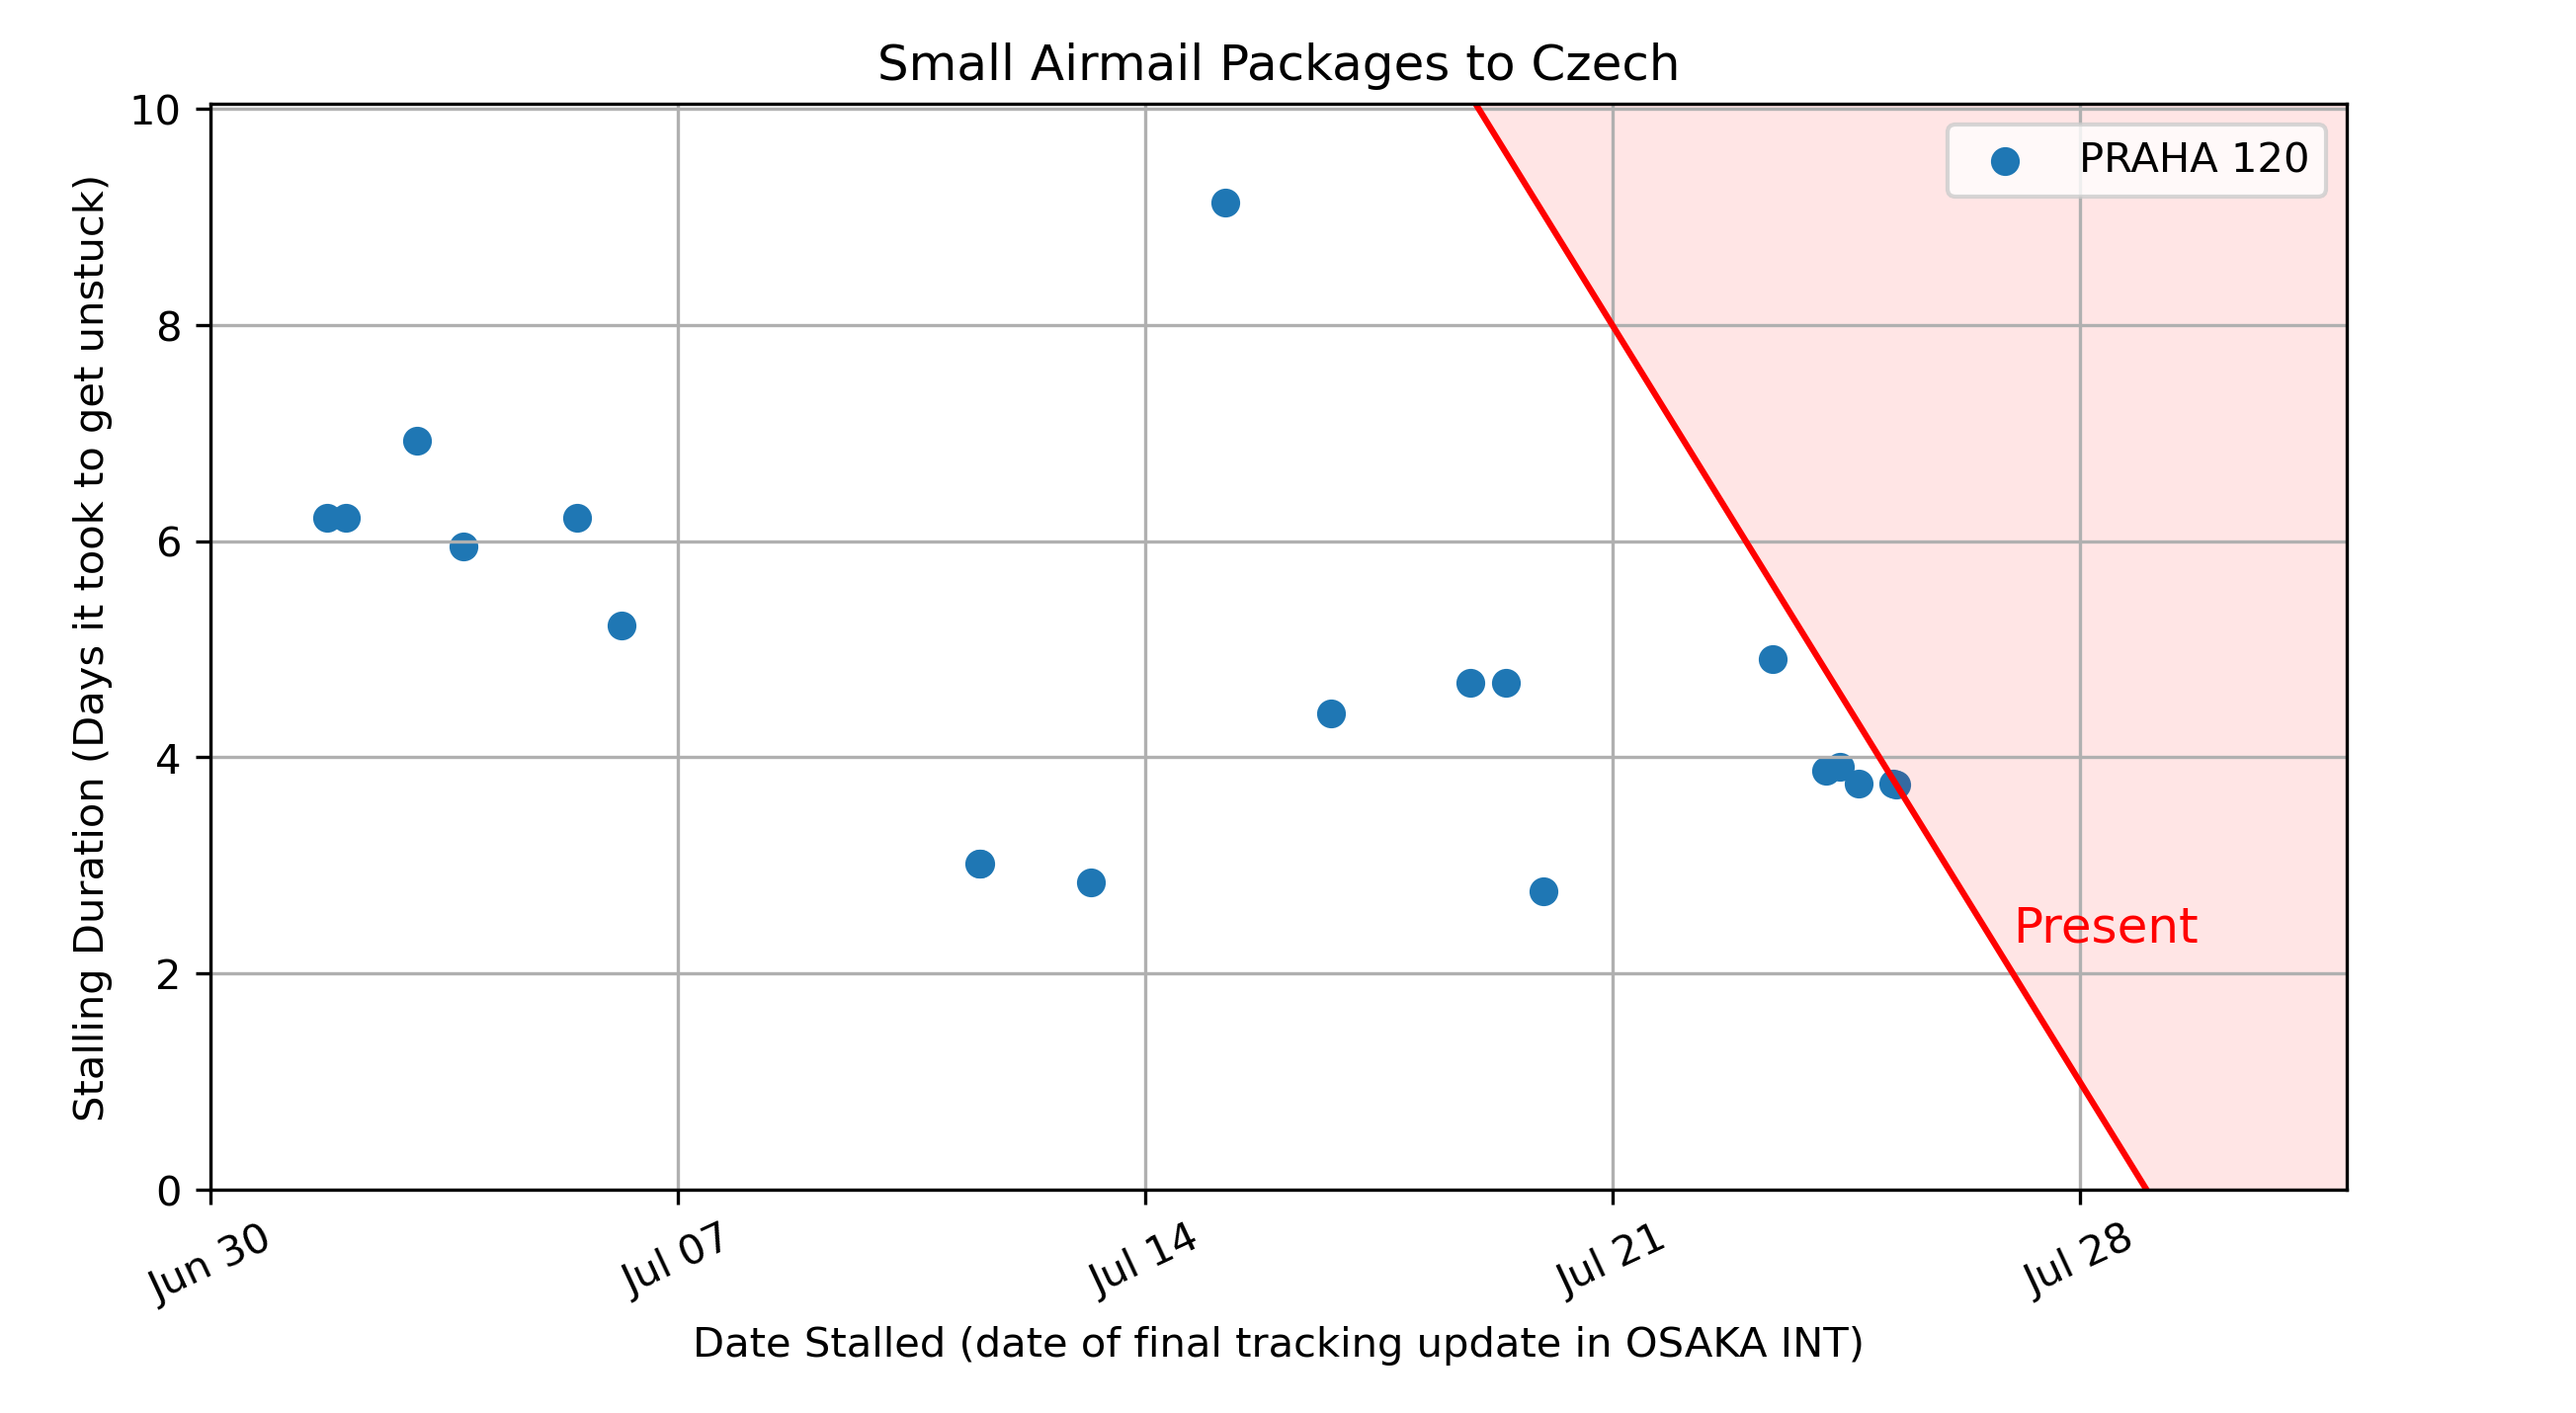 Small Airmail Packages to Czech
10
8
6
4
2
0
Stalling Duration (Days it took to get unstuck)
PRAHA 120
Present
Jun 30
Jul 07
Jul 14
Jul 21
Jul 28
Date Stalled (date of final tracking update in OSAKA INT)